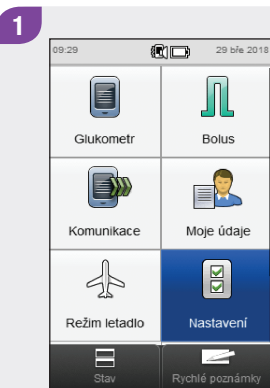 1
09:29 29 bře 2018
Glukometr Bolus
Komunikace Moje údaje
Režim letadlo Nastavení
Stav Rychlé poznámky